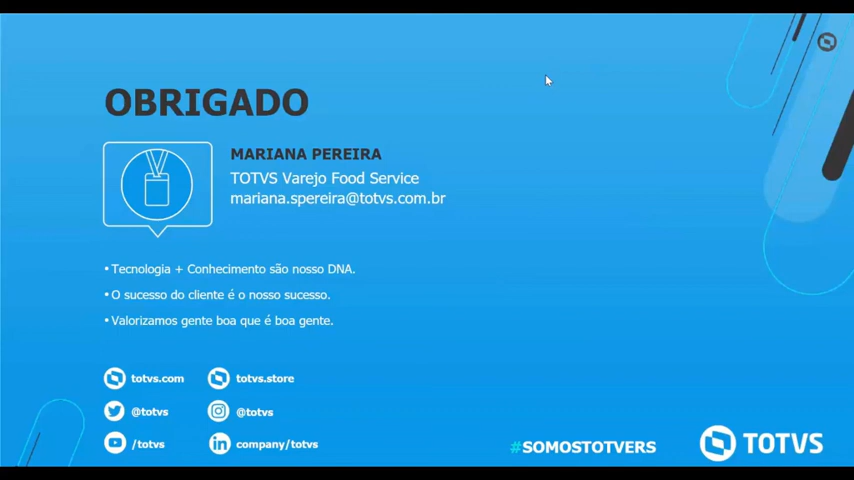 OBRIGADO
MARIANA PEREIRA
TOTVS Varejo Food Service
mariana.spereira@totvs.com.br
• Tecnologia + Conhecimento são nosso DNA.
• O sucesso do cliente é o nosso sucesso.
• Valorizamos gente boa que é boa gente.
totvs.com
totvs.store
@totvs
@totvs
/totvs
company/totvs
#SOMOSTOTVERS
TOTVS